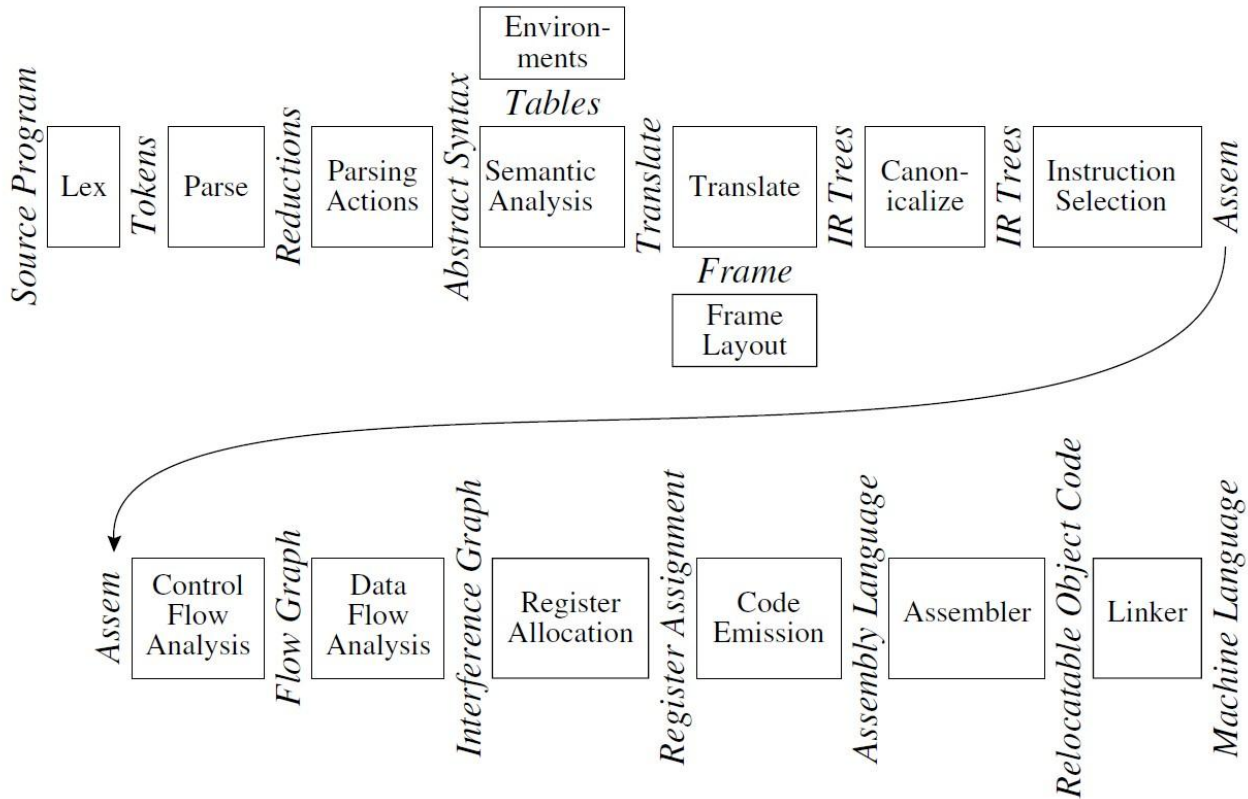 Environ-
ments
Tables
Source Program
Lex
Tokens
Parse
Reductions
Parsing
Actions
Abstract Syntax
Semantic
Analysis
Translate
Translate
IR Trees
Canon-
icalize
IR Trees
Instruction
Selection
Assem
Frame
Frame
Layout
Assem
Control
Flow
Analysis
Flow Graph
Data
Flow
Analysis
Interference Graph
Register
Allocation
Register Assignment
Code
Emission
Assembly Language
Assembler
Relocatable Object Code
Linker
Machine Language